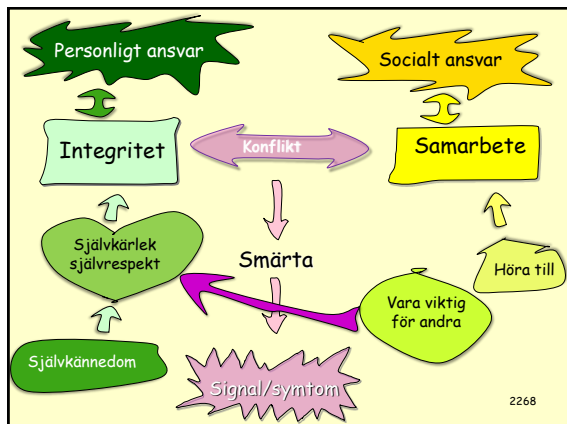 Personligt ansvar
Socialt ansvar
Integritet
Konflikt
Samarbete
Självkärlek
självrespekt
Smärta
Höra till
Vara viktig
för andra
Självkännedom
Signal/symtom
2268